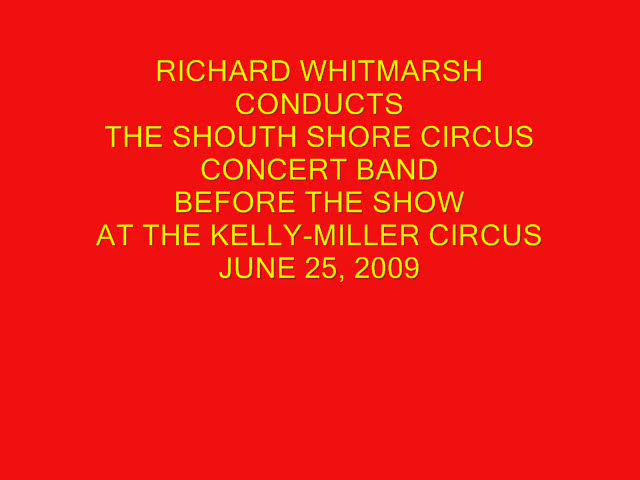 RICHARD WHITMARSH
CONDUCTS
THE SHOUTH SHORE CIRCUS
CONCERT BAND
BEFORE THE SHOW
AT THE KELLY-MILLER CIRCUS
JUNE 25, 2009